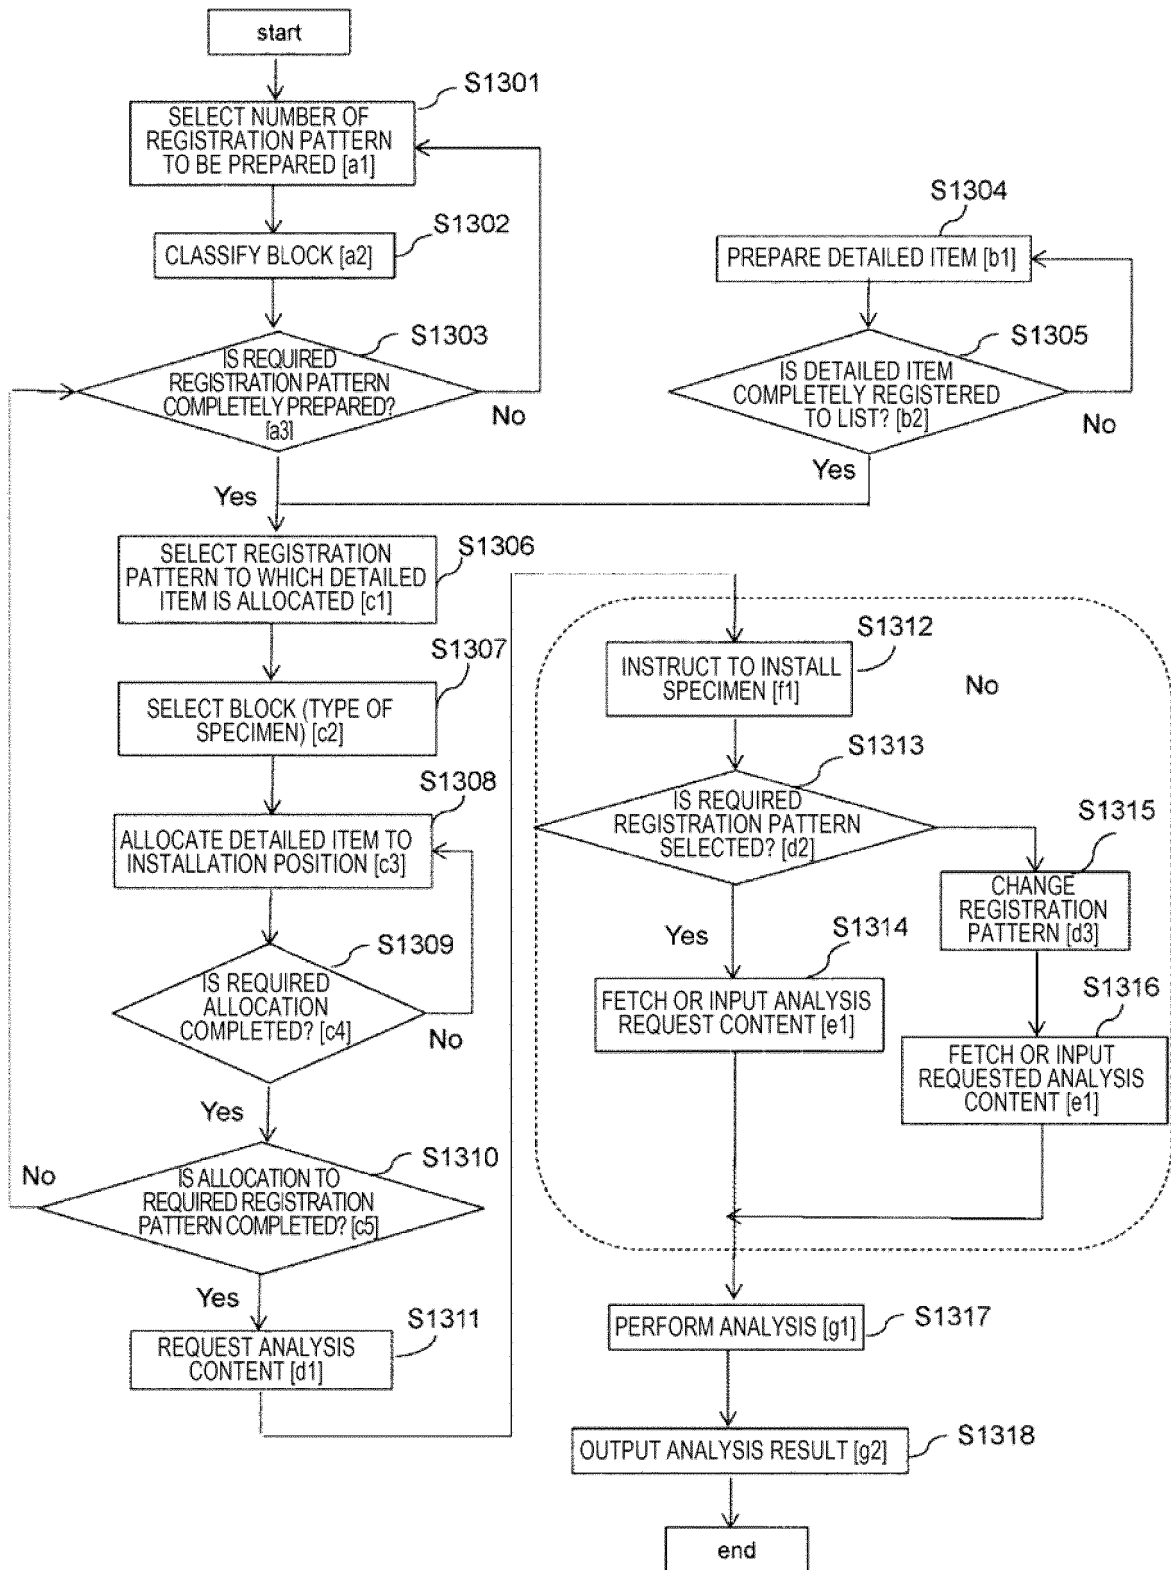 start
S1301
SELECT NUMBER OF
REGISTRATION PATTERN
TO BE PREPARED [a1]
S1302
CLASSIFY BLOCK [a2]
S1303
IS REQUIRED
REGISTRATION PATTERN
COMPLETELY PREPARED?
[a3]
No
Yes
S1304
PREPARE DETAILED ITEM [b1]
S1305
IS DETAILED ITEM
COMPLETELY REGISTERED
TO LIST? [b2]
No
Yes
S1306
SELECT REGISTRATION
PATTERN TO WHICH DETAILED
ITEM IS ALLOCATED [c1]
S1307
SELECT BLOCK (TYPE OF
SPECIMEN) [c2]
S1308
ALLOCATE DETAILED ITEM TO
INSTALLATION POSITION [c3]
S1309
IS REQUIRED
ALLOCATION
COMPLETED? [c4]
No
Yes
S1310
IS ALLOCATION TO
REQUIRED REGISTRATION
PATTERN COMPLETED? [c5]
No
Yes
S1311
REQUEST ANALYSIS
CONTENT [d1]
S1312
INSTRUCT TO INSTALL
SPECIMEN [f1]
No
S1313
IS REQUIRED
REGISTRATION PATTERN
SELECTED? [d2]
Yes
S1314
FETCH OR INPUT ANALYSIS
REQUEST CONTENT [e1]
S1315
CHANGE
REGISTRATION
PATTERN [d3]
S1316
FETCH OR INPUT
REQUESTED ANALYSIS
CONTENT [e1]
S1317
PERFORM ANALYSIS [g1]
S1318
OUTPUT ANALYSIS RESULT [g2]
end